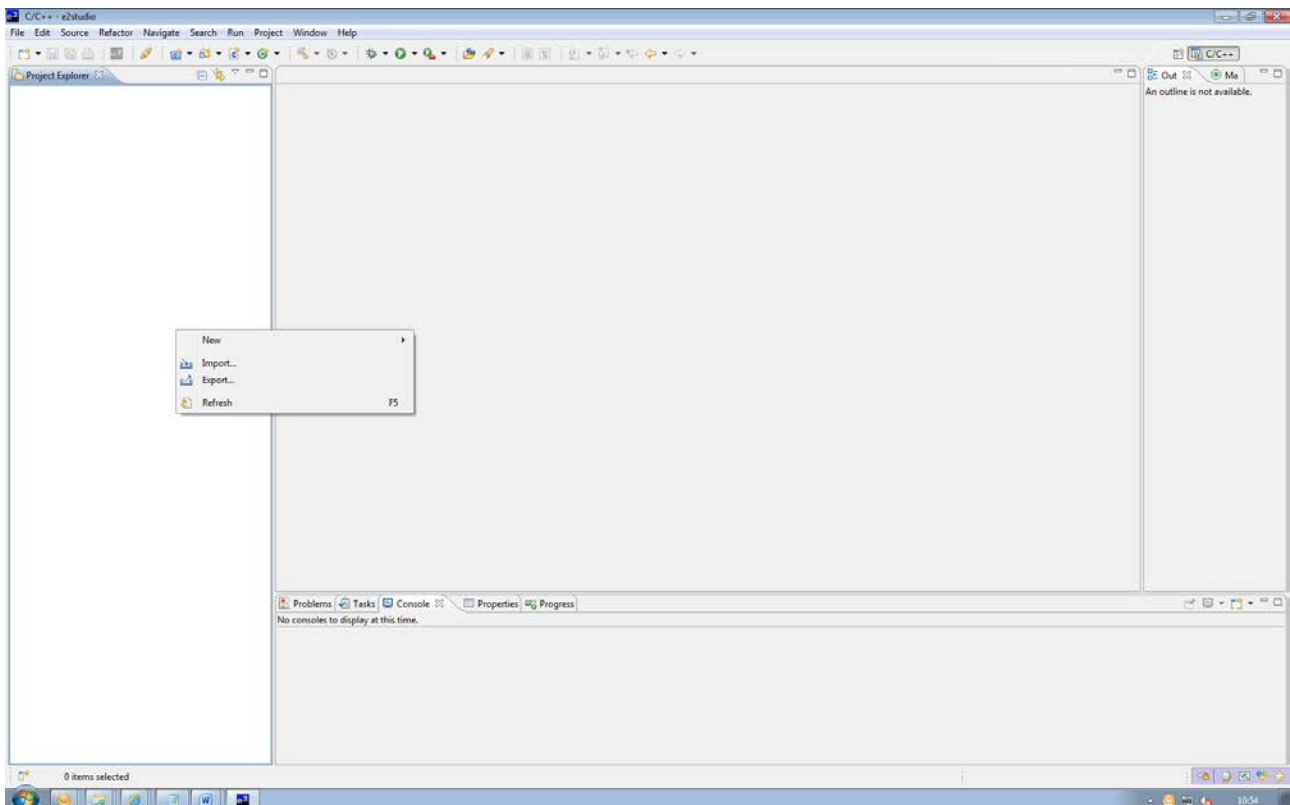 C/C++ - e2studio
File Edit Source Refactor Navigate Search Run Project Window Help
C/C++
Project Explorer
Out
Ma
An outline is not available.
New
Import...
Export...
Refresh F5
Problems Tasks Console Properties Progress
No consoles to display at this time.
0 items selected
10:54